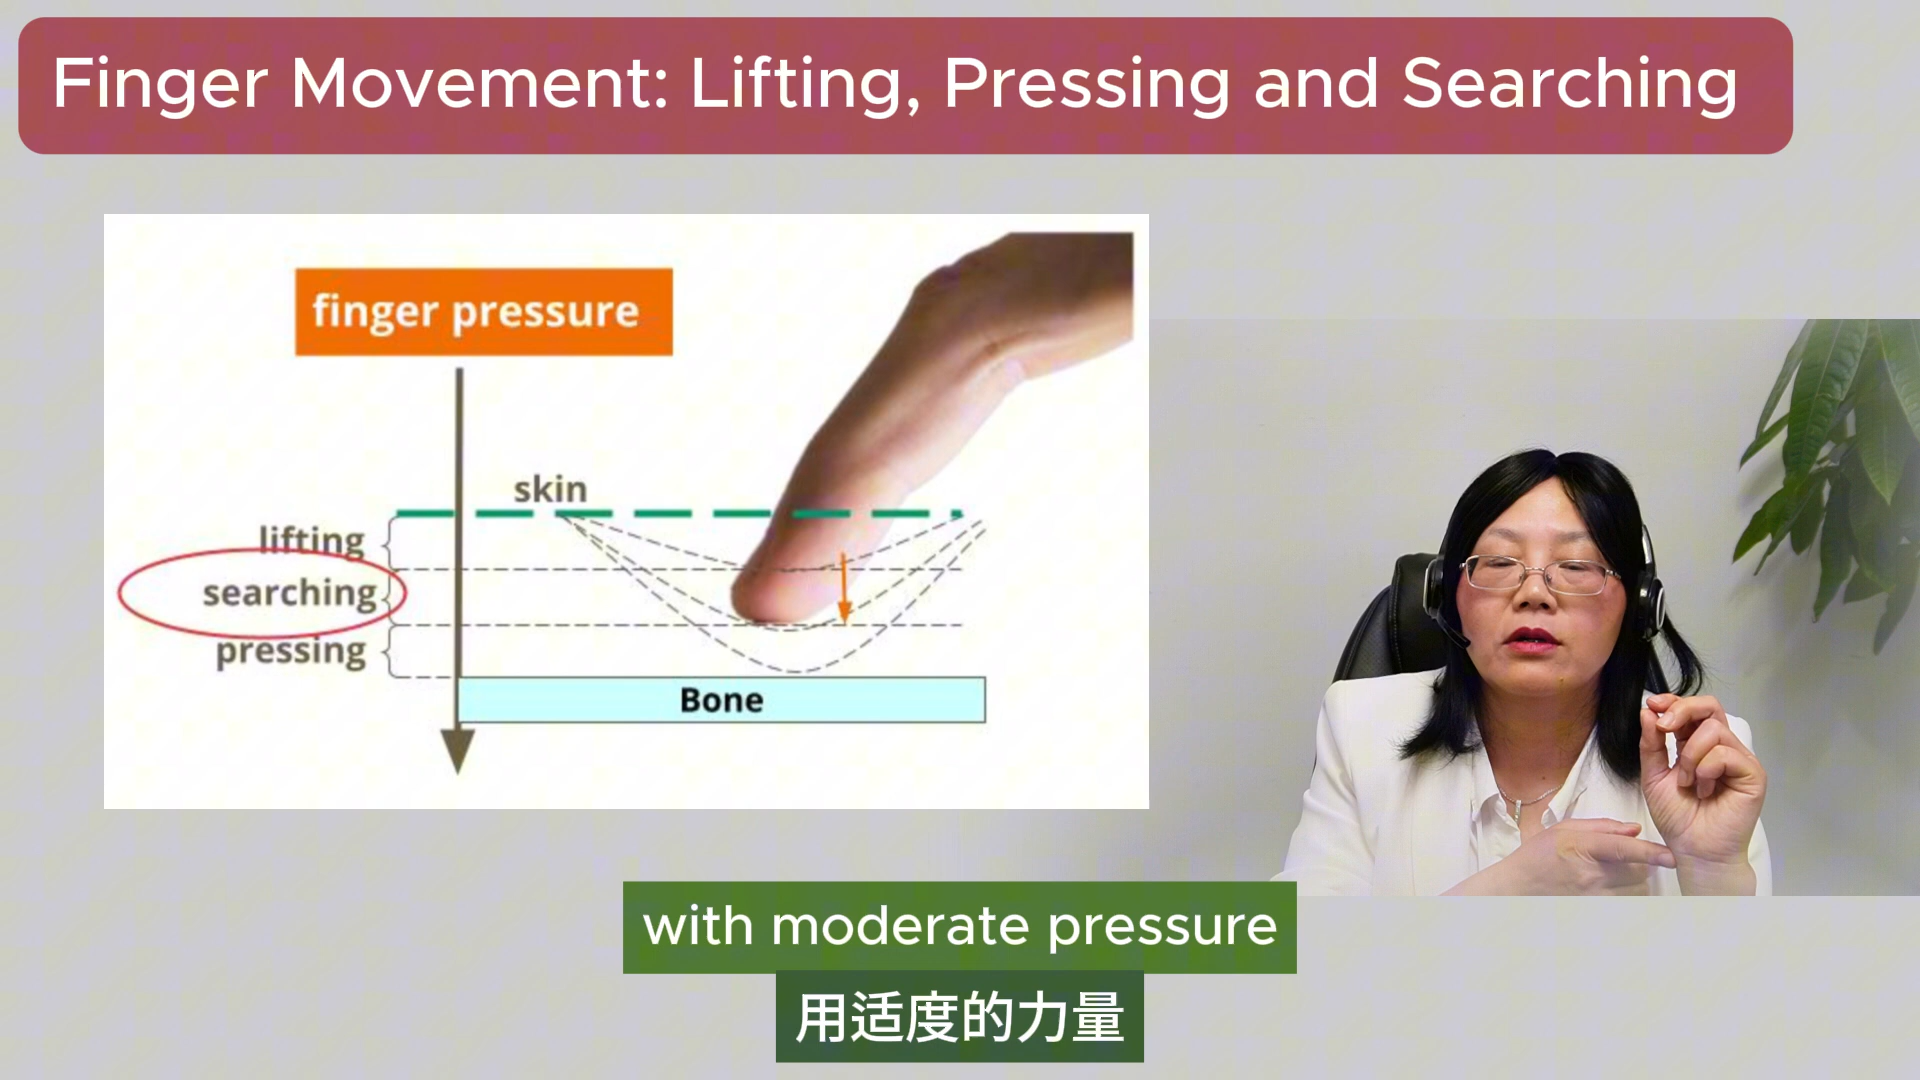 Finger Movement: Lifting, Pressing and Searching
finger pressure
skin
lifting
searching
pressing
Bone
with moderate pressure
用适度的力量